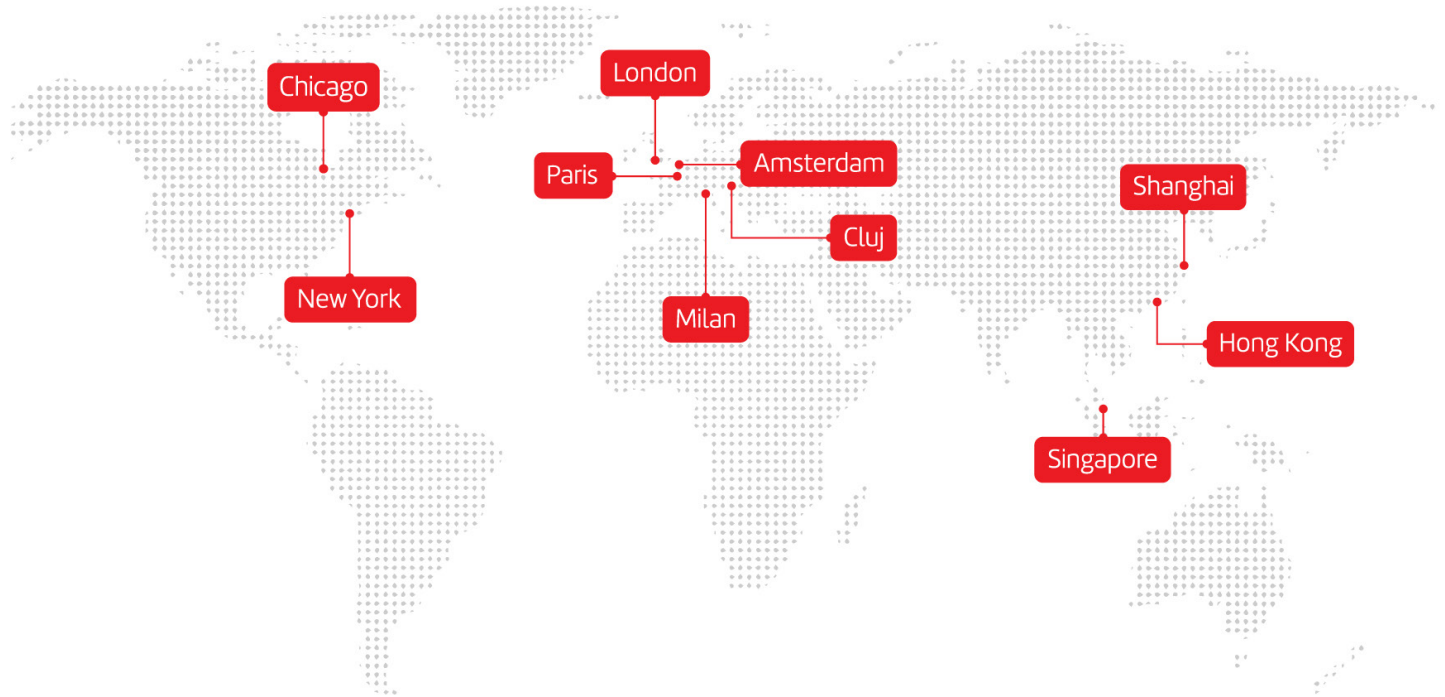 London
Chicago
Amsterdam
Paris
Shanghai
Cluj
New York
Milan
Hong Kong
Singapore